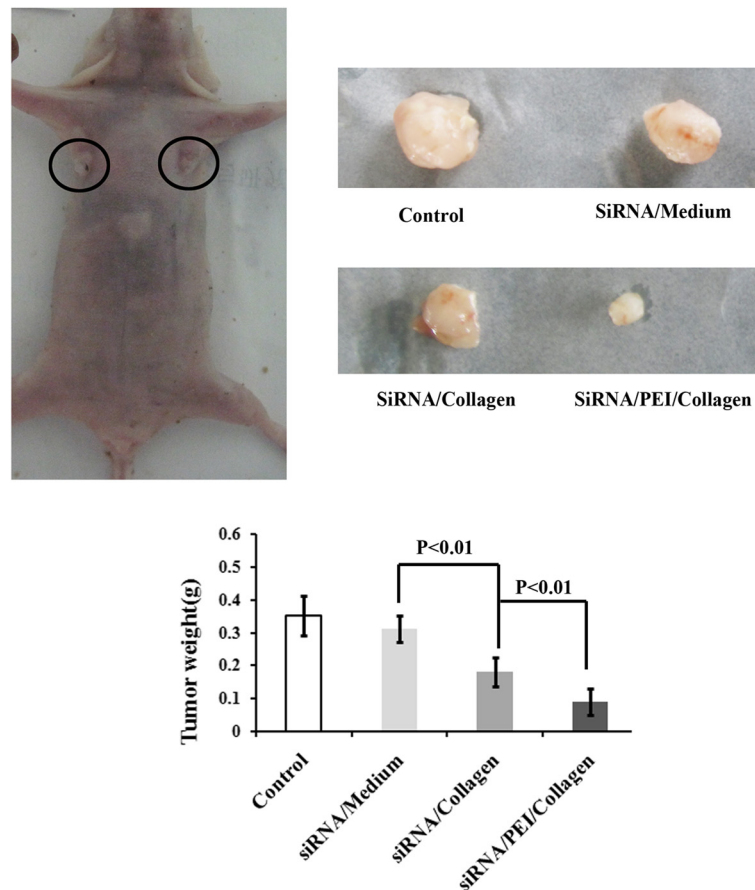 Control
SiRNA/Medium
SiRNA/Collagen
SiRNA/PEI/Collagen
P<0.01
P<0.01
Tumor weight(g)
0.6
0.5
0.4
0.3
0.2
0.1
0
Control
siRNA/Medium
siRNA/Collagen
siRNA/PEI/Collagen